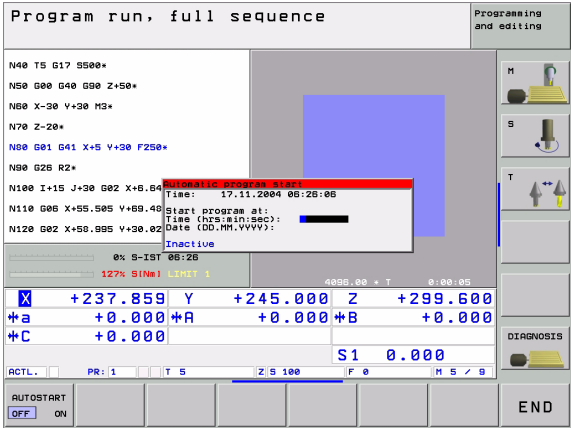 Program run, full sequence
Programming
and editing
N40 T5 G17 S500*
N50 G00 G40 G90 Z+50*
N60 X-30 Y+30 M3*
N70 Z-20*
N80 G01 G41 X+5 Y+30 F250*
N90 G26 R2*
N100 I+15 J+30 G02 X+6.64
N110 G06 X+55.505 Y+69.48
N120 G02 X+58.995 Y+30.02
Automatic program start
Time: 17.11.2004 06:26:06
Start program at:
Time (hrs:min:sec):
Date (DD.MM.YYYY):
Inactive
0% S-IST 06:26
127% S[Nm] LIMIT 1
4096.00 * T 0:00:05
X +237.859 Y +245.000 Z +299.600
a +0.000 A +0.000 B +0.000
C +0.000
S1 0.000
ACTL. PR: 1 T 5 Z S 100 F 0 M 5 / 9
M
S
T
DIAGNOSIS
AUTOSTART
OFF ON
END